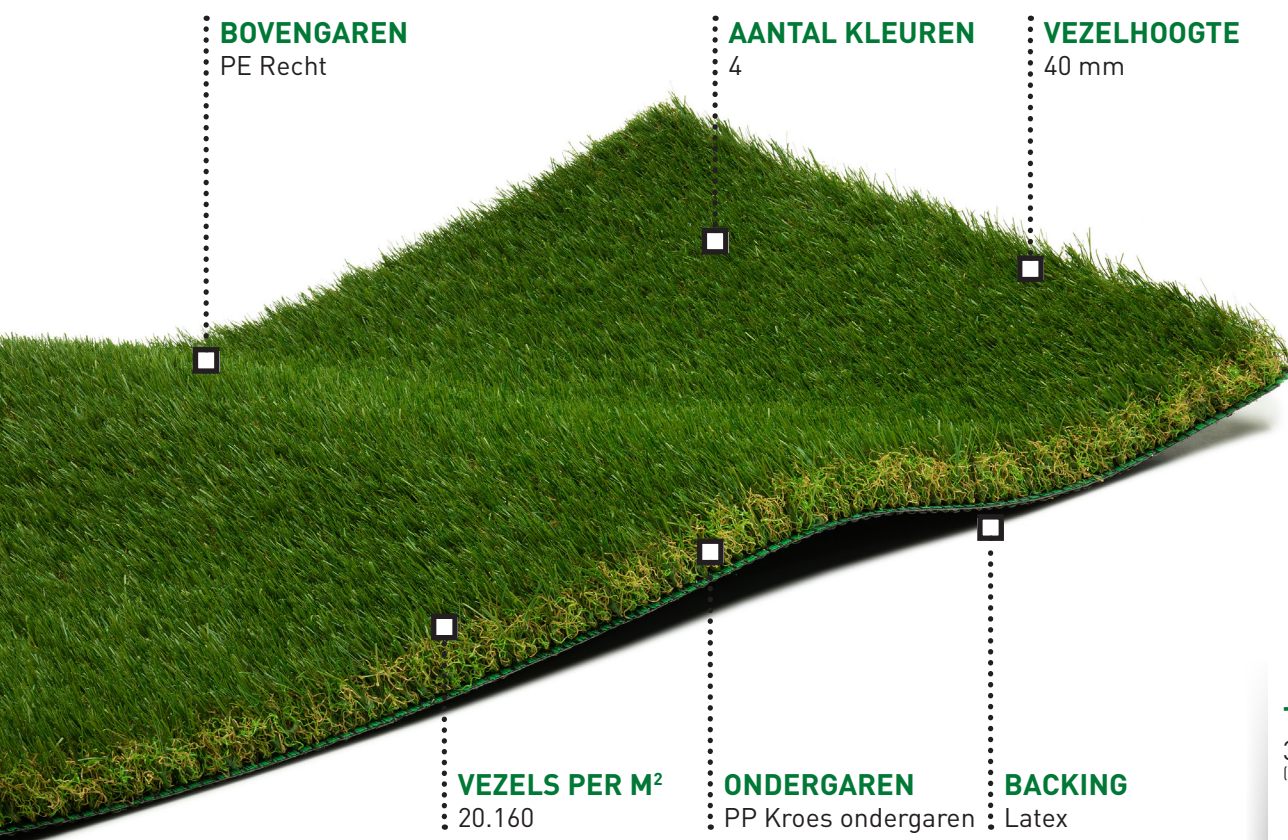 BOVENGAREN
PE Recht
AANTAL KLEUREN
4
VEZELHOOGTE
40 mm
VEZELS PER M²
20.160
ONDERGAREN
PP Kroes ondergaren
BACKING
Latex